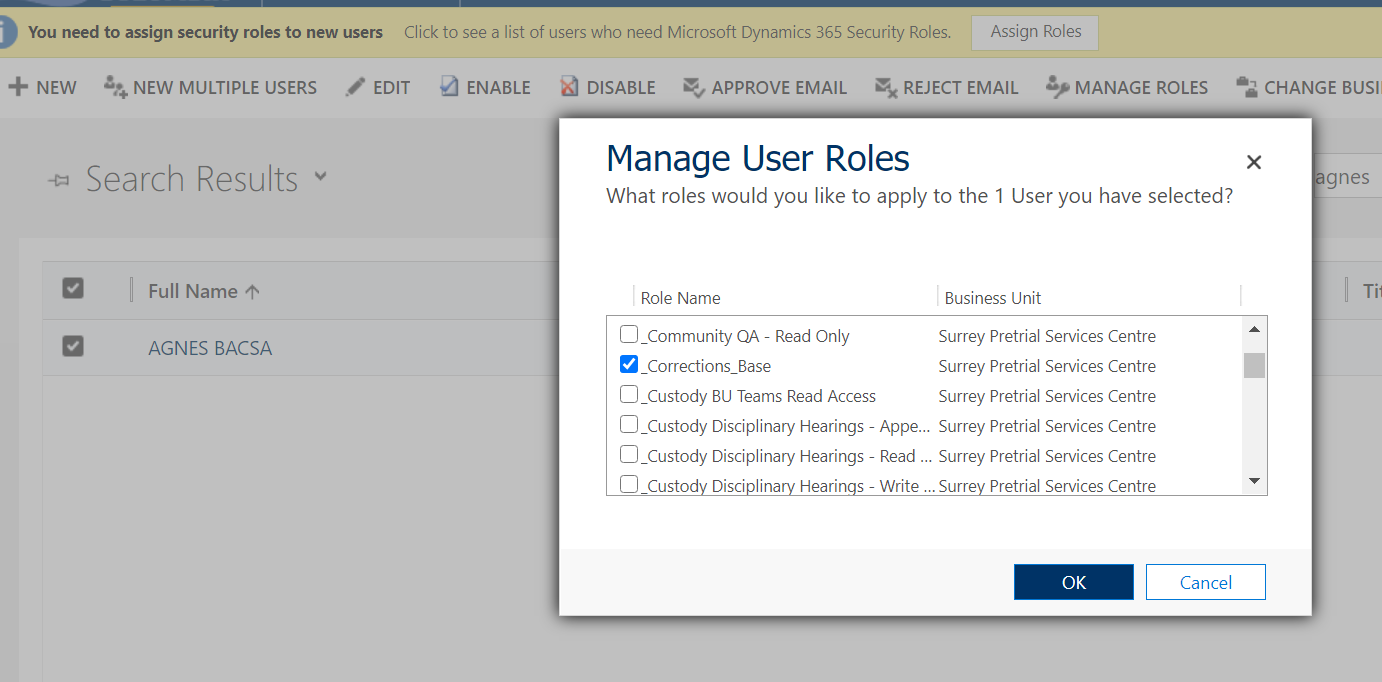 You need to assign security roles to new users Click to see a list of users who need Microsoft Dynamics 365 Security Roles. Assign Roles
NEW NEW MULTIPLE USERS EDIT ENABLE DISABLE APPROVE EMAIL REJECT EMAIL MANAGE ROLES CHANGE BUSI
Search Results
agnes
Full Name
Tit
AGNES BACSA
Manage User Roles
What roles would you like to apply to the 1 User you have selected?
Role Name Business Unit
_Community QA - Read Only Surrey Pretrial Services Centre
_Corrections_Base Surrey Pretrial Services Centre
_Custody BU Teams Read Access Surrey Pretrial Services Centre
_Custody Disciplinary Hearings - Appe... Surrey Pretrial Services Centre
_Custody Disciplinary Hearings - Read ... Surrey Pretrial Services Centre
_Custody Disciplinary Hearings - Write ... Surrey Pretrial Services Centre
OK Cancel